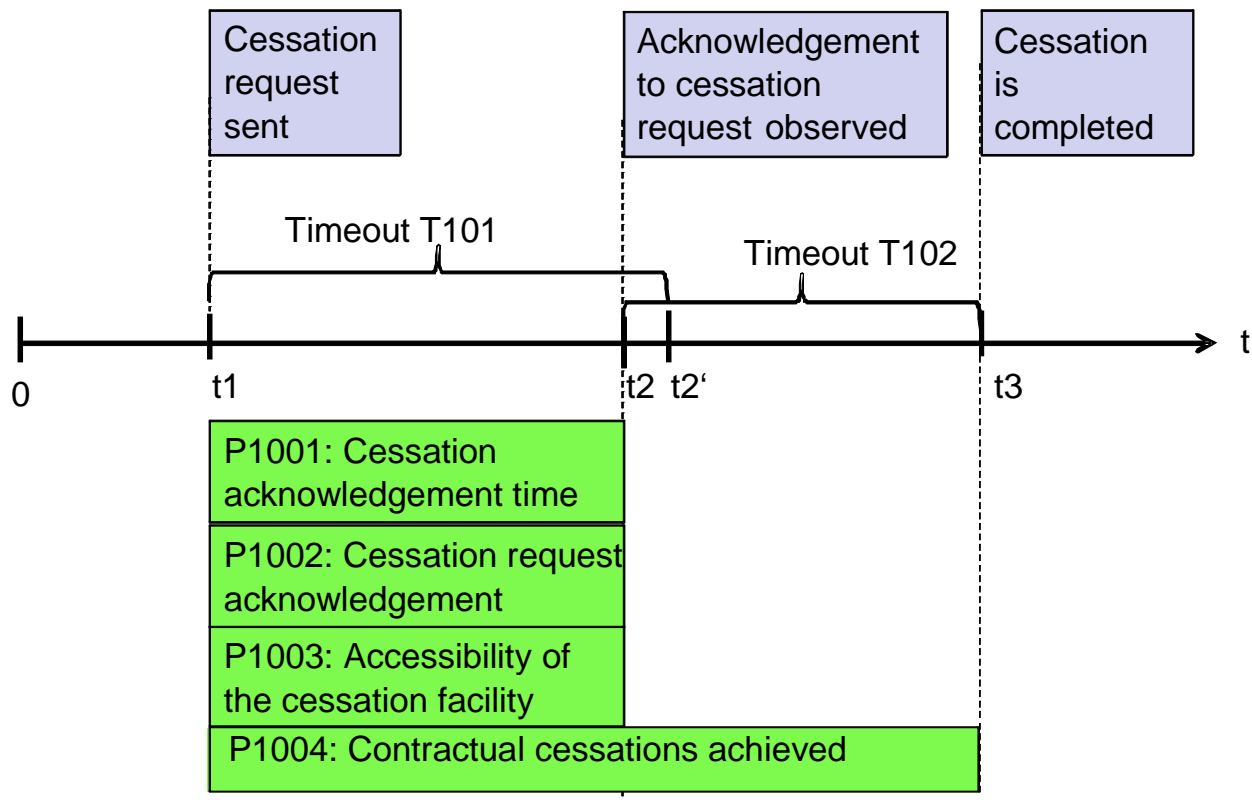 Cessation
request
sent
Acknowledgement
to cessation
request observed
Cessation
is
completed
Timeout T101
Timeout T102
t
0
t1
t2
t2‘
t3
P1001: Cessation
acknowledgement time
P1002: Cessation request
acknowledgement
P1003: Accessibility of
the cessation facility
P1004: Contractual cessations achieved